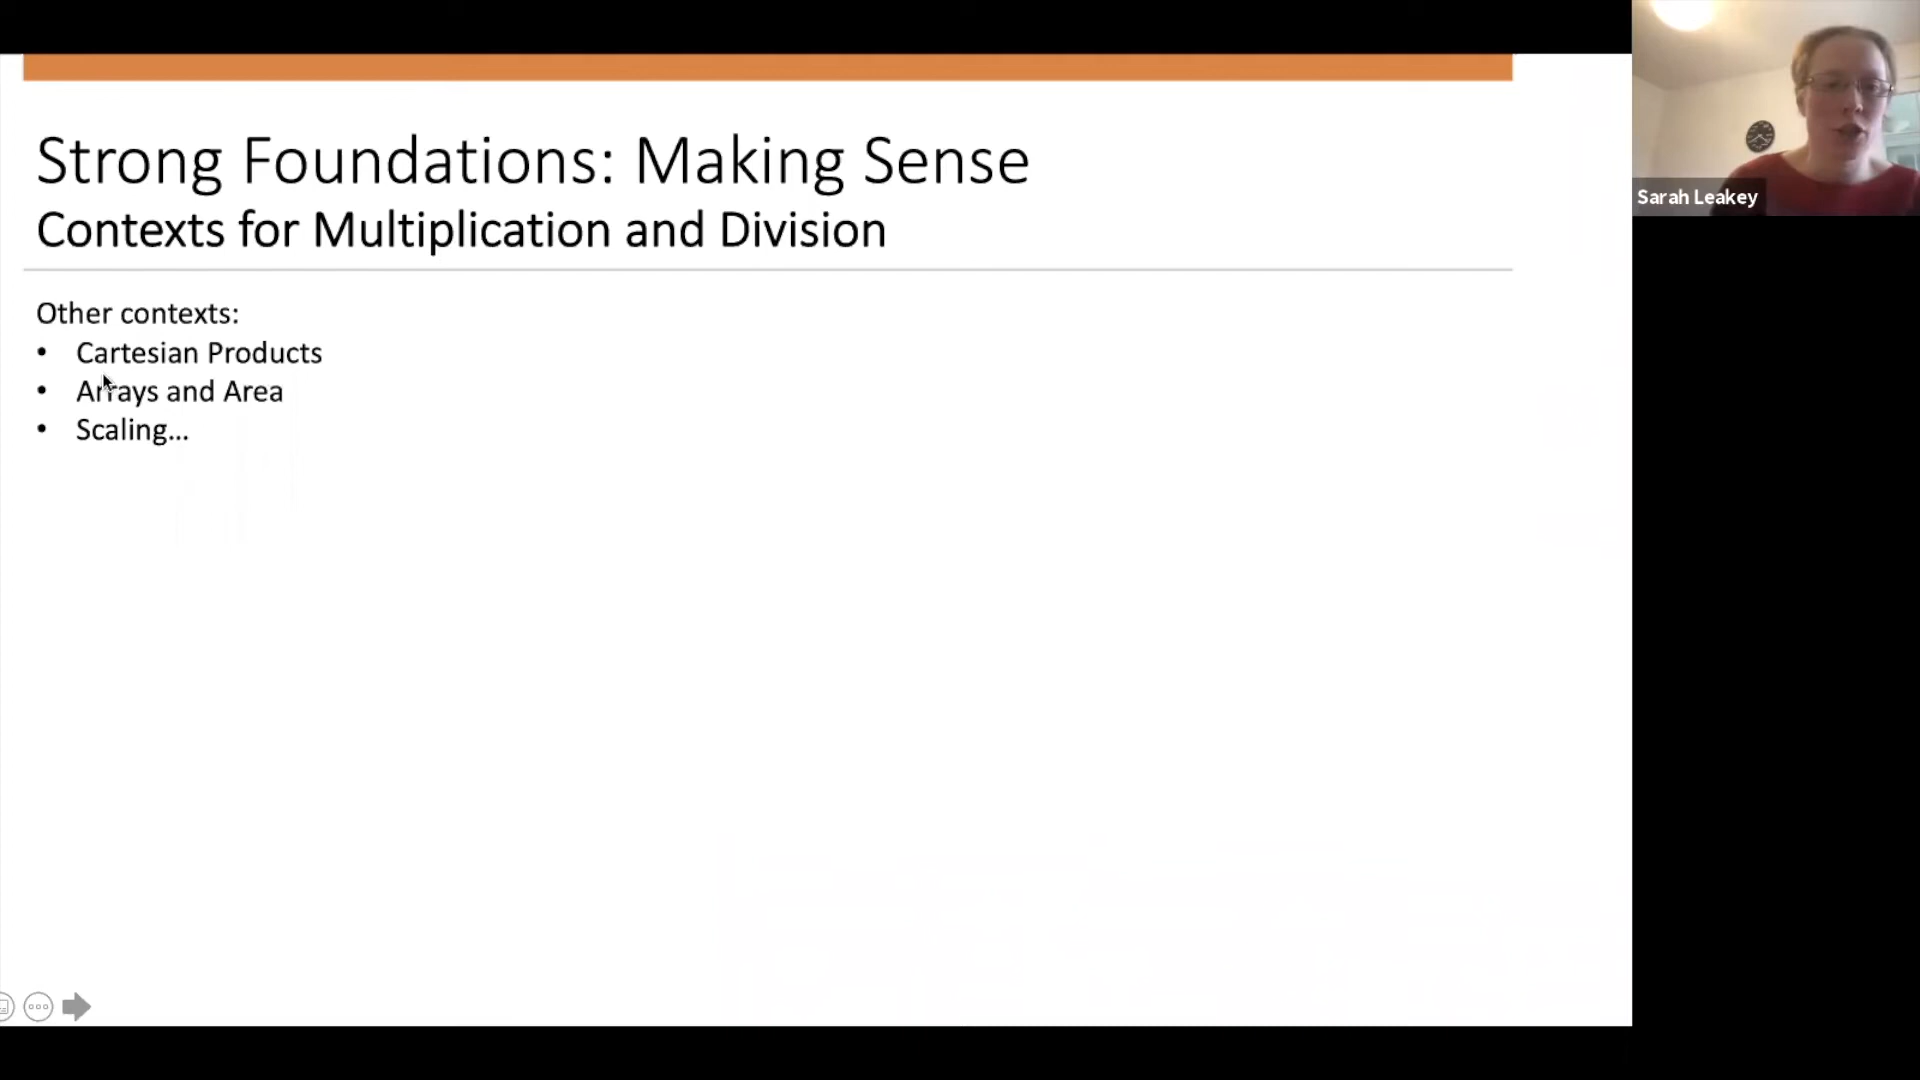 Strong Foundations: Making Sense
Contexts for Multiplication and Division
Other contexts:
• Cartesian Products
• Arrays and Area
• Scaling...
Sarah Leakey